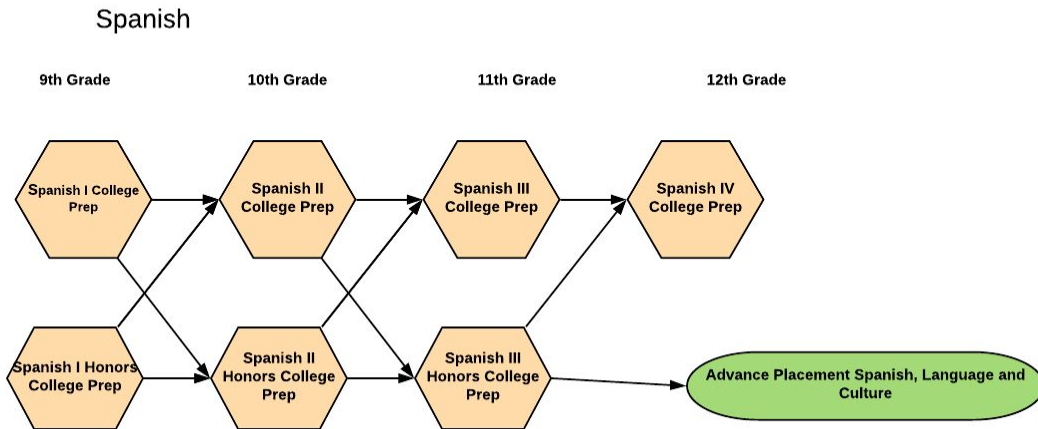 Spanish
9th Grade
10th Grade
11th Grade
12th Grade
Spanish I College
Prep
Spanish II
College Prep
Spanish III
College Prep
Spanish IV
College Prep
Spanish I Honors
College Prep
Spanish II
Honors College
Prep
Spanish III
Honors College
Prep
Advance Placement Spanish, Language and
Culture